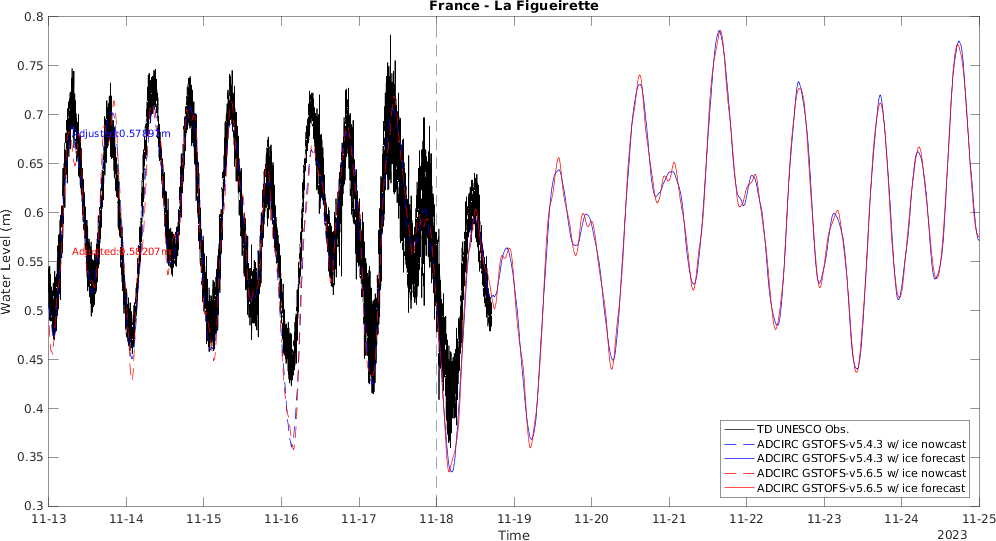 France - La Figueirette
Water Level (m)
0.8
0.75
0.7
0.65
0.6
0.55
0.5
0.45
0.4
0.35
0.3
Adjusted:0.57897m
TD UNESCO Obs.
ADCIRC GSTOFS-v5.4.3 w/ ice nowcast
ADCIRC GSTOFS-v5.4.3 w/ ice forecast
ADCIRC GSTOFS-v5.6.5 w/ ice nowcast
ADCIRC GSTOFS-v5.6.5 w/ ice forecast
11-13 11-14 11-15 11-16 11-17 11-18 11-19 11-20 11-21 11-22 11-23 11-24 11-25
Time
2023